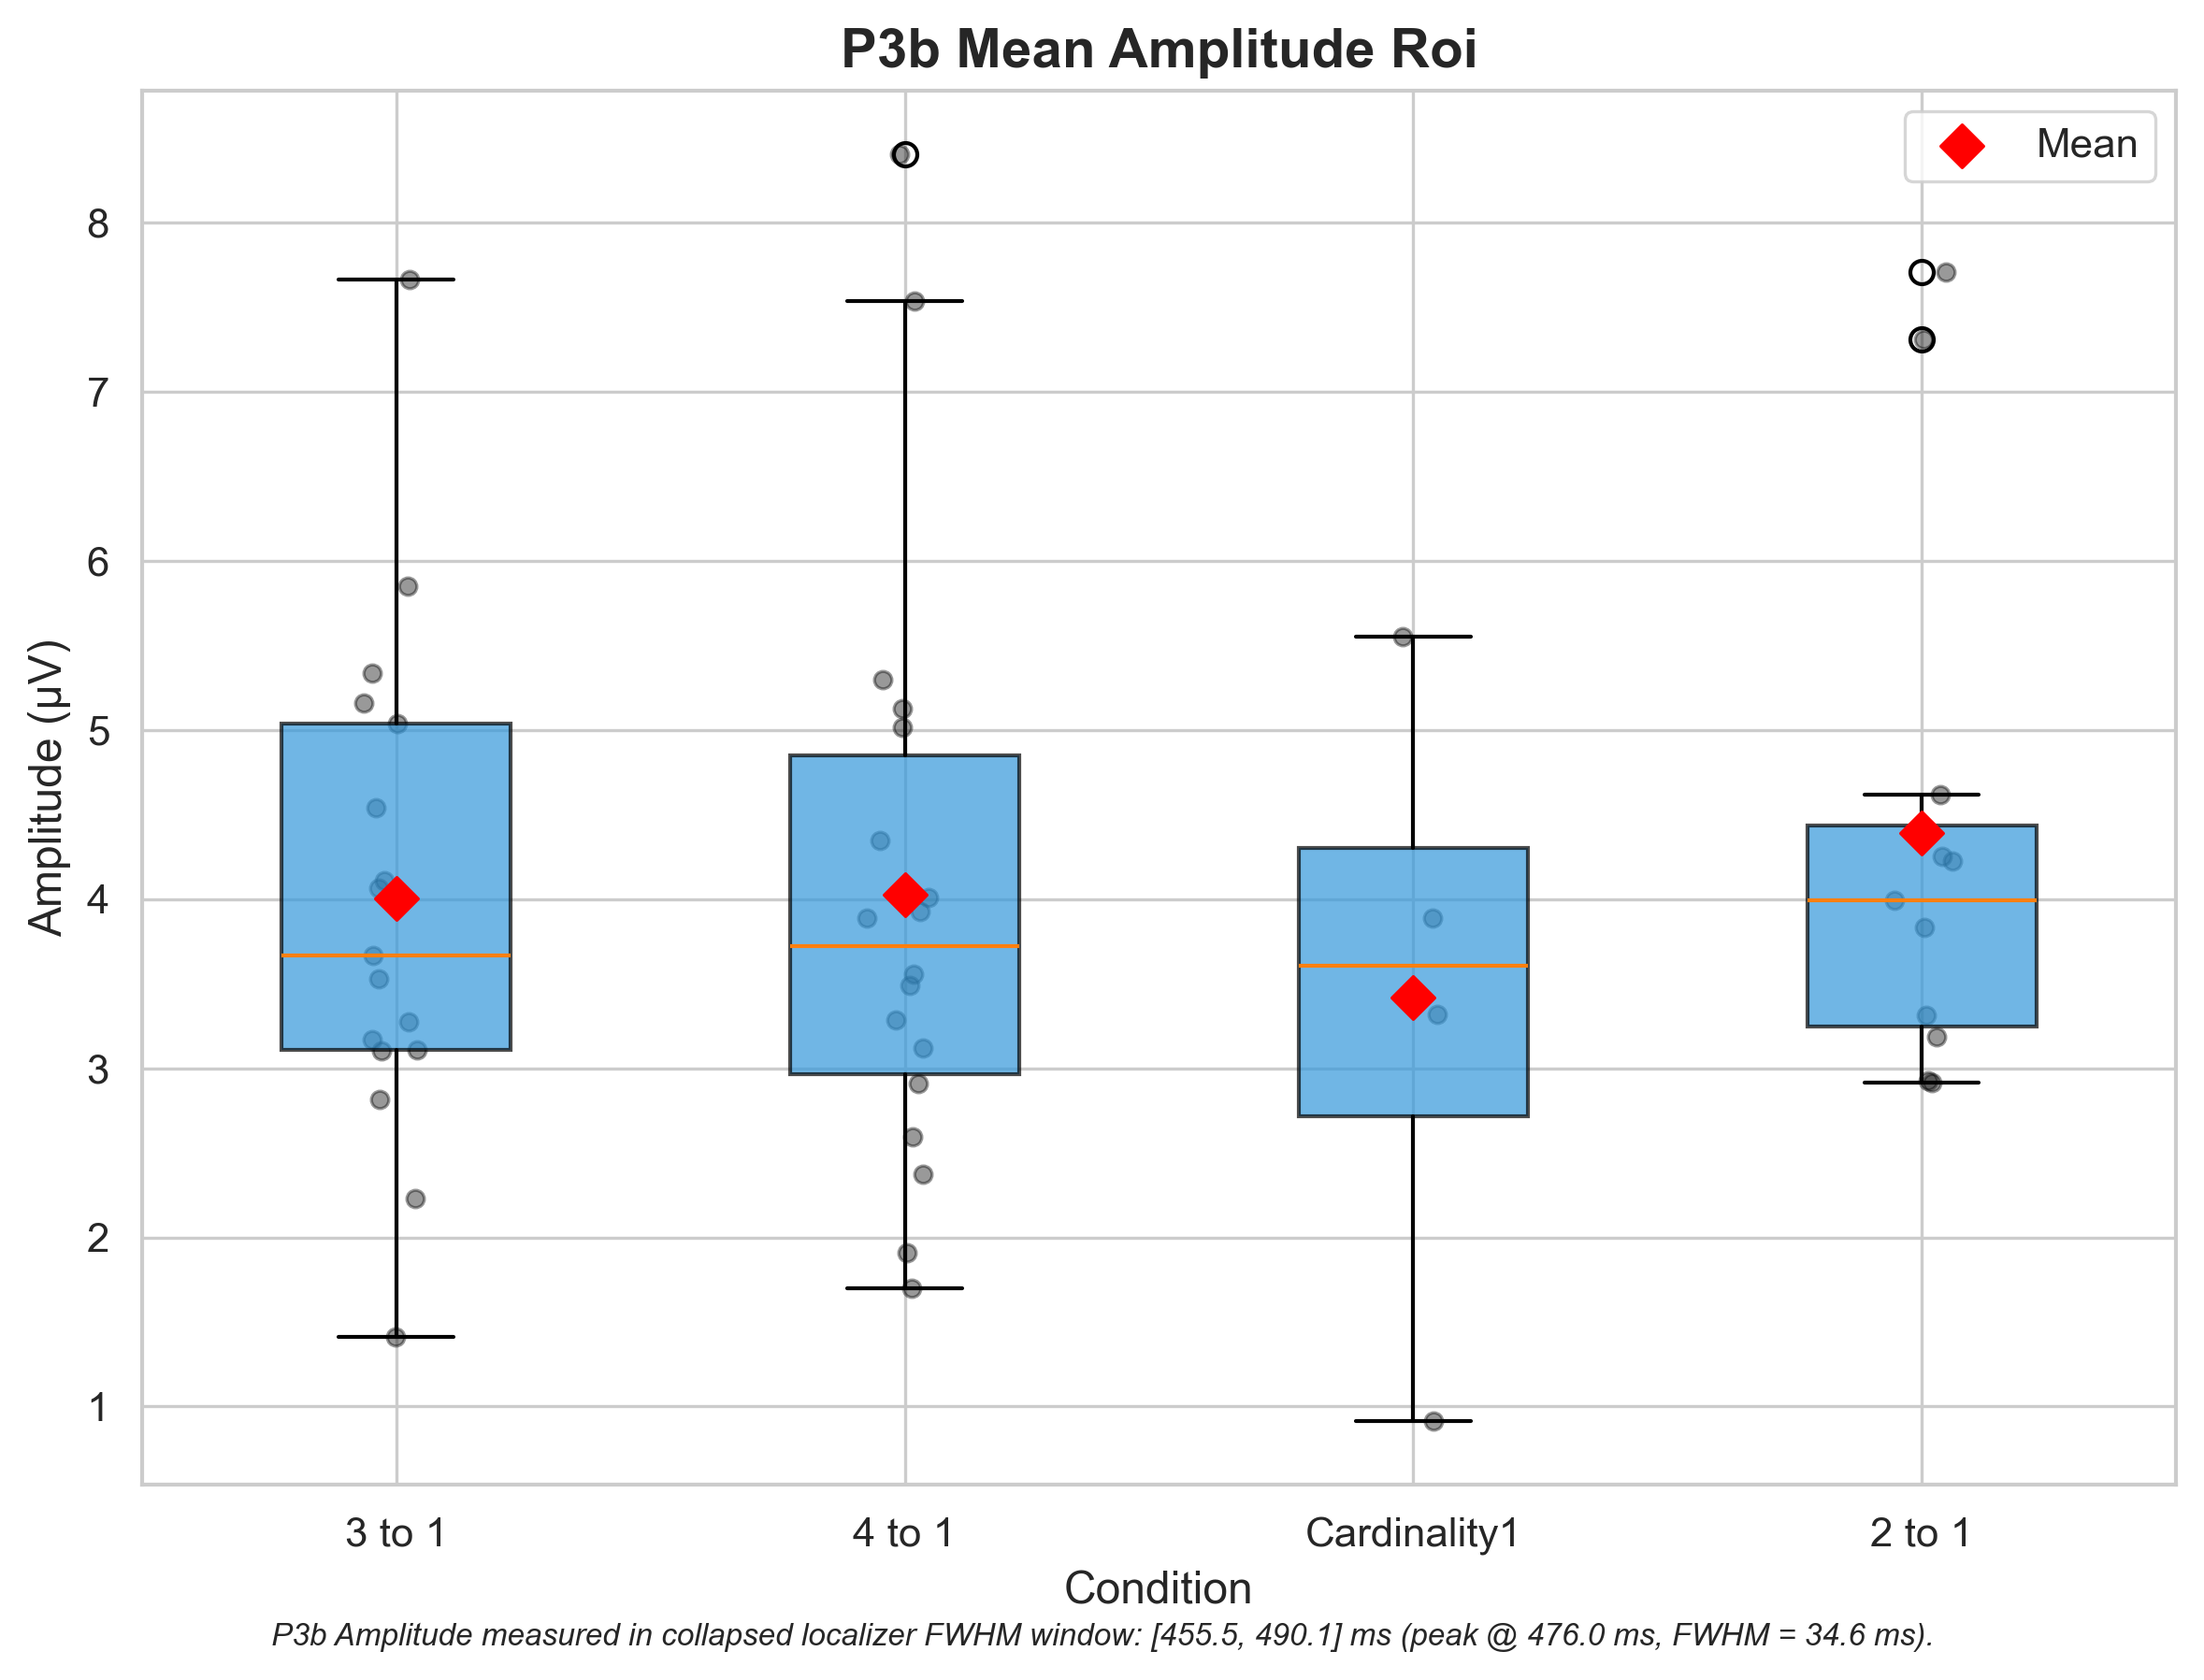 P3b Mean Amplitude Roi
Mean
8
7
6
5
4
3
2
1
Amplitude (µV)
3 to 1
4 to 1
Cardinality1
2 to 1
Condition
P3b Amplitude measured in collapsed localizer FWHM window: [455.5, 490.1] ms (peak @ 476.0 ms, FWHM = 34.6 ms).